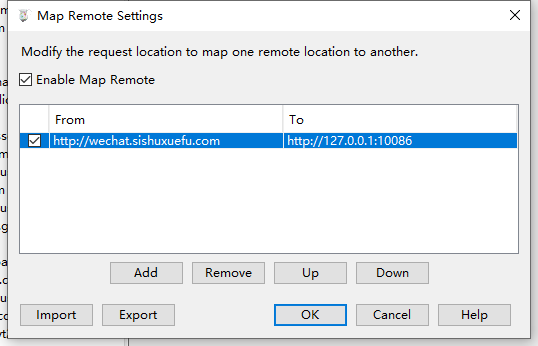 Map Remote Settings
Modify the request location to map one remote location to another.
Enable Map Remote
From To
http://wechat.sishuxuefu.com http://127.0.0.1:10086
Add Remove Up Down
Import Export OK Cancel Help